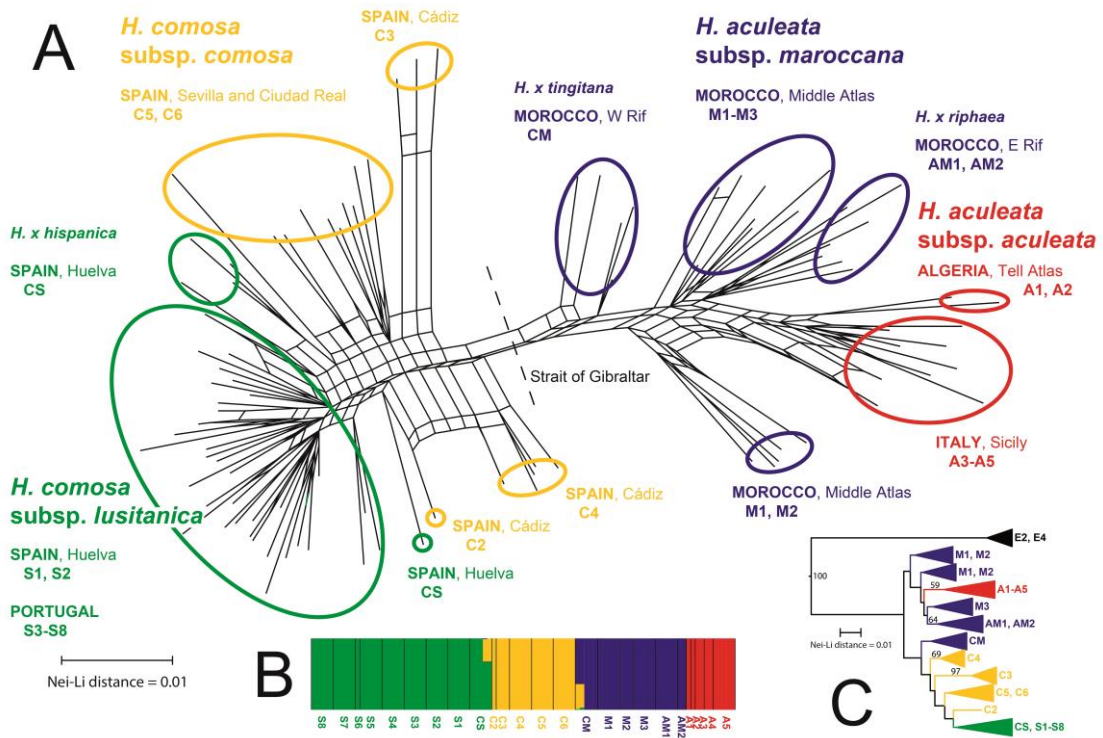 A
H. comosa
subsp. comosa
SPAIN, Sevilla and Ciudad Real
C5, C6
SPAIN, Cádiz
C3
H. x tingitana
MOROCCO, W Rif
CM
H. aculeata
subsp. maroccana
MOROCCO, Middle Atlas
M1-M3
H. x riphaea
MOROCCO, E Rif
AM1, AM2
H. aculeata
subsp. aculeata
ALGERIA, Tell Atlas
A1, A2
H. x hispanica
SPAIN, Huelva
CS
Strait of Gibraltar
ITALY, Sicily
A3-A5
MOROCCO, Middle Atlas
M1, M2
SPAIN, Cádiz
C4
SPAIN, Cádiz
C2
SPAIN, Huelva
CS
H. comosa
subsp. lusitanica
SPAIN, Huelva
S1, S2
PORTUGAL
S3-S8
Nei-Li distance = 0.01
B
S8 S7 S6 S5 S4 S3 S2 S1 CS C2 C3 C4 C5 C6 CM M1 M2 M3 AM1 AM2 A1 A2 A3 A4 A5
C
E2, E4
100
M1, M2
M1, M2
59
A1-A5
M3
64
AM1, AM2
CM
Nei-Li distance = 0.01
69
C4
97
C3
C5, C6
C2
CS, S1-S8